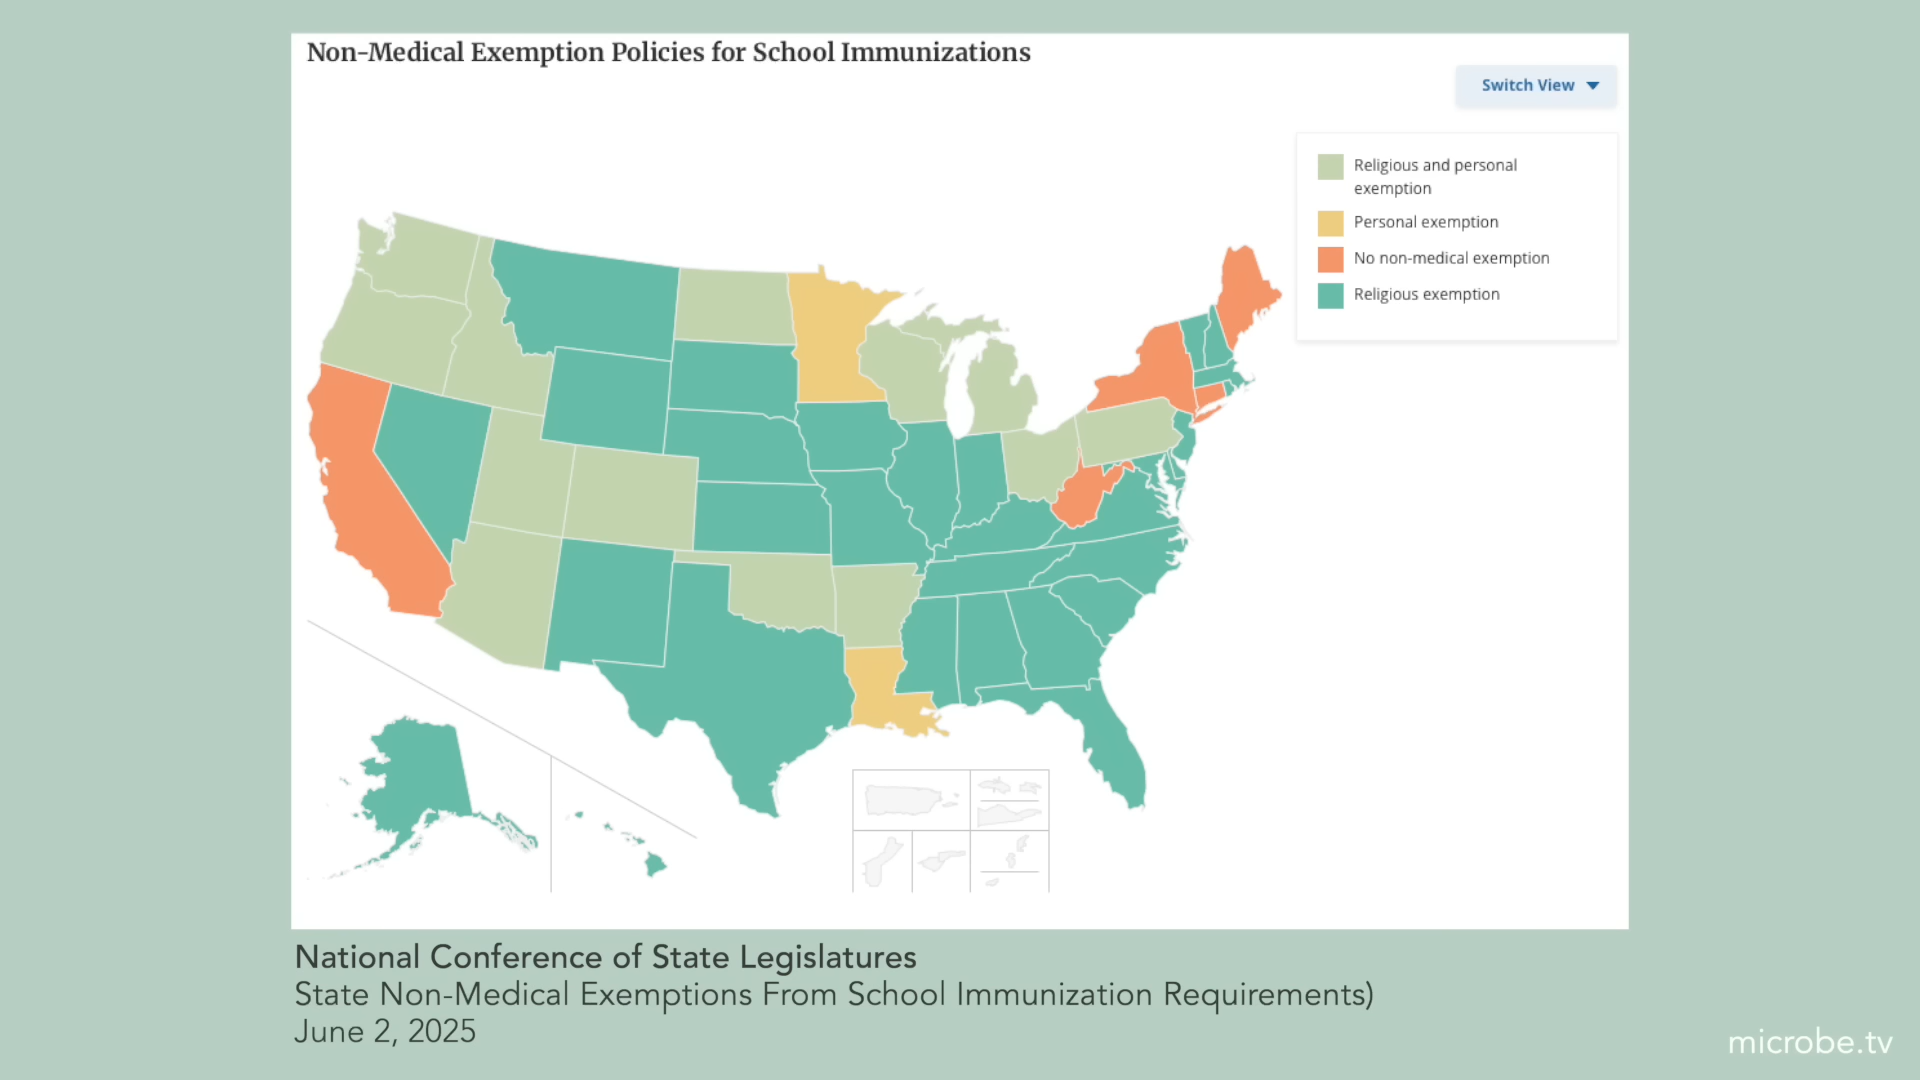 Non-Medical Exemption Policies for School Immunizations
Switch View
Religious and personal
exemption
Personal exemption
No non-medical exemption
Religious exemption
National Conference of State Legislatures
State Non-Medical Exemptions From School Immunization Requirements)
June 2, 2025
microbe.tv